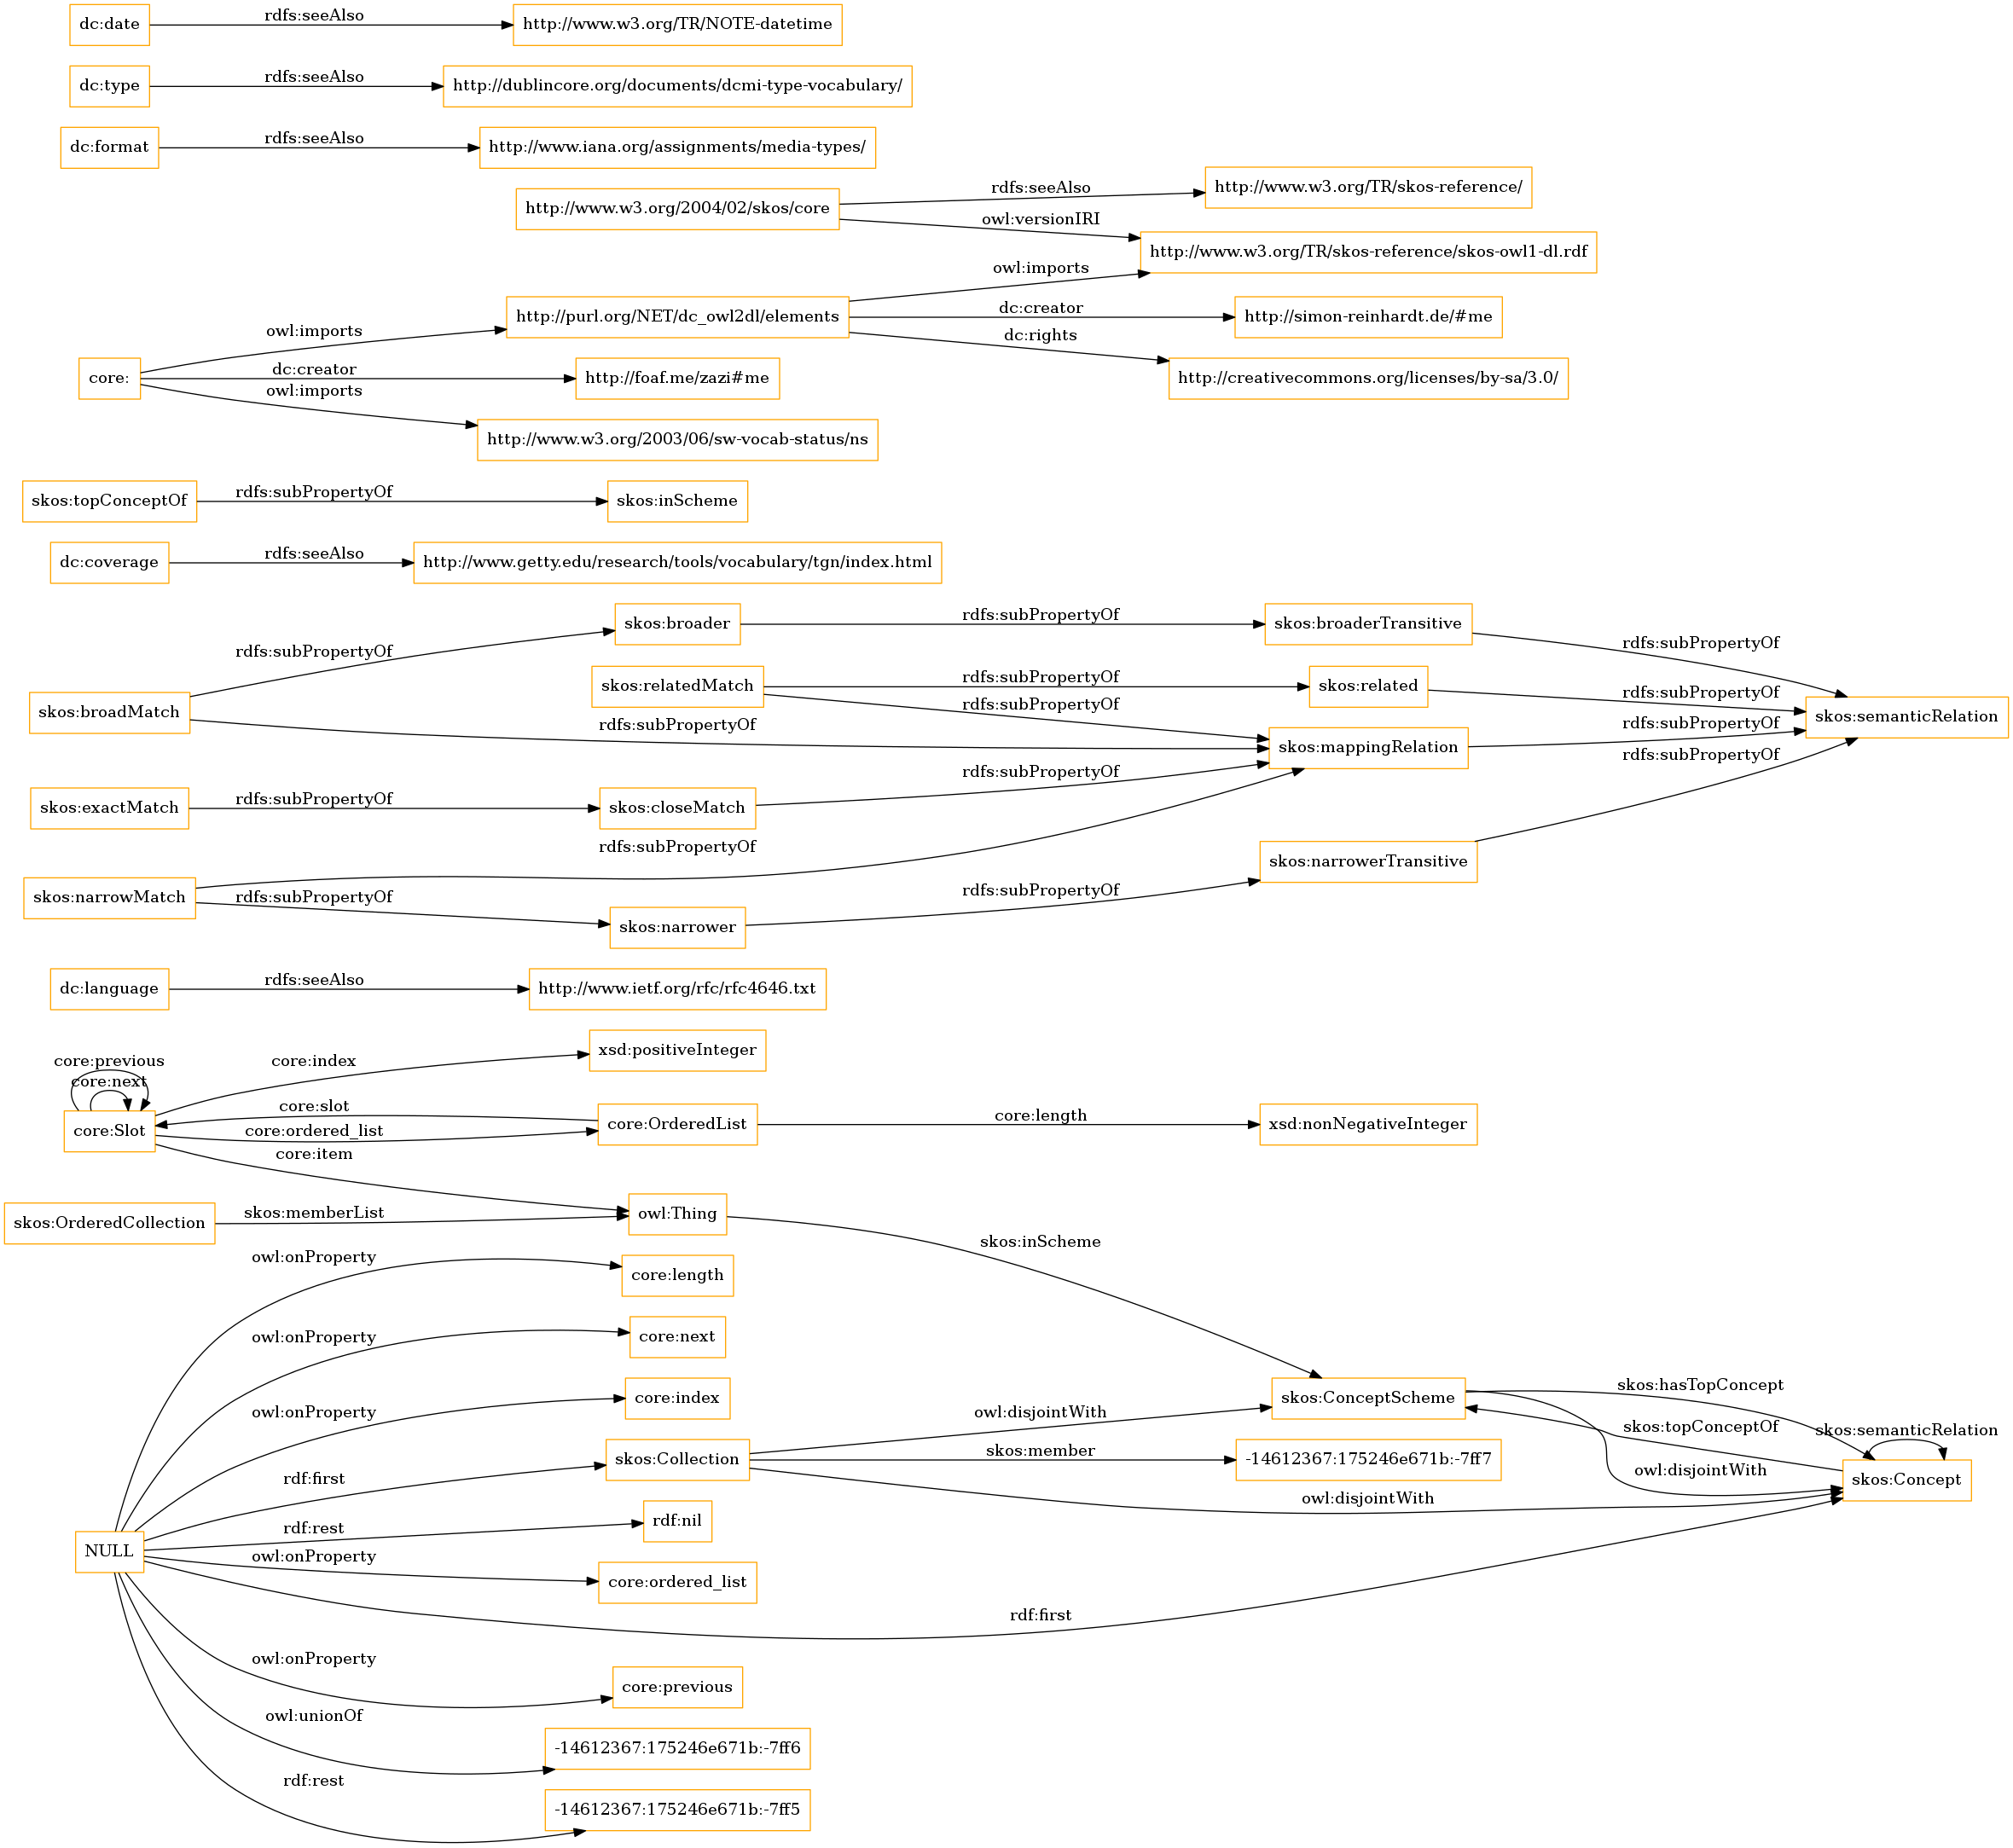 dc:date
rdfs:seeAlso
http://www.w3.org/TR/NOTE-datetime
dc:type
rdfs:seeAlso
http://dublincore.org/documents/dcmi-type-vocabulary/
dc:format
rdfs:seeAlso
http://www.iana.org/assignments/media-types/
http://www.w3.org/2004/02/skos/core
rdfs:seeAlso
http://www.w3.org/TR/skos-reference/
owl:versionIRI
http://www.w3.org/TR/skos-reference/skos-owl1-dl.rdf
core:
owl:imports
http://purl.org/NET/dc_owl2dl/elements
owl:imports
dc:creator
http://simon-reinhardt.de/#me
dc:rights
http://creativecommons.org/licenses/by-sa/3.0/
dc:creator
http://foaf.me/zazi#me
owl:imports
http://www.w3.org/2003/06/sw-vocab-status/ns
skos:topConceptOf
rdfs:subPropertyOf
skos:inScheme
dc:coverage
rdfs:seeAlso
http://www.getty.edu/research/tools/vocabulary/tgn/index.html
skos:broadMatch
rdfs:subPropertyOf
skos:broader
rdfs:subPropertyOf
skos:broaderTransitive
rdfs:subPropertyOf
skos:relatedMatch
rdfs:subPropertyOf
skos:related
rdfs:subPropertyOf
skos:semanticRelation
rdfs:subPropertyOf
rdfs:subPropertyOf
skos:mappingRelation
rdfs:subPropertyOf
skos:exactMatch
rdfs:subPropertyOf
skos:closeMatch
rdfs:subPropertyOf
rdfs:subPropertyOf
skos:narrowMatch
rdfs:subPropertyOf
rdfs:subPropertyOf
skos:narrower
rdfs:subPropertyOf
skos:narrowerTransitive
dc:language
rdfs:seeAlso
http://www.ietf.org/rfc/rfc4646.txt
core:previous
core:next
core:Slot
core:index
xsd:positiveInteger
core:slot
core:ordered_list
core:OrderedList
core:length
xsd:nonNegativeInteger
core:item
skos:OrderedCollection
skos:memberList
owl:Thing
skos:inScheme
owl:onProperty
core:length
owl:onProperty
core:next
owl:onProperty
core:index
rdf:first
skos:Collection
owl:disjointWith
skos:ConceptScheme
skos:hasTopConcept
skos:topConceptOf
skos:semanticRelation
owl:disjointWith
skos:Concept
skos:member
-14612367:175246e671b:-7ff7
owl:disjointWith
NULL
rdf:rest
rdf:nil
owl:onProperty
core:ordered_list
rdf:first
owl:onProperty
core:previous
owl:unionOf
-14612367:175246e671b:-7ff6
rdf:rest
-14612367:175246e671b:-7ff5